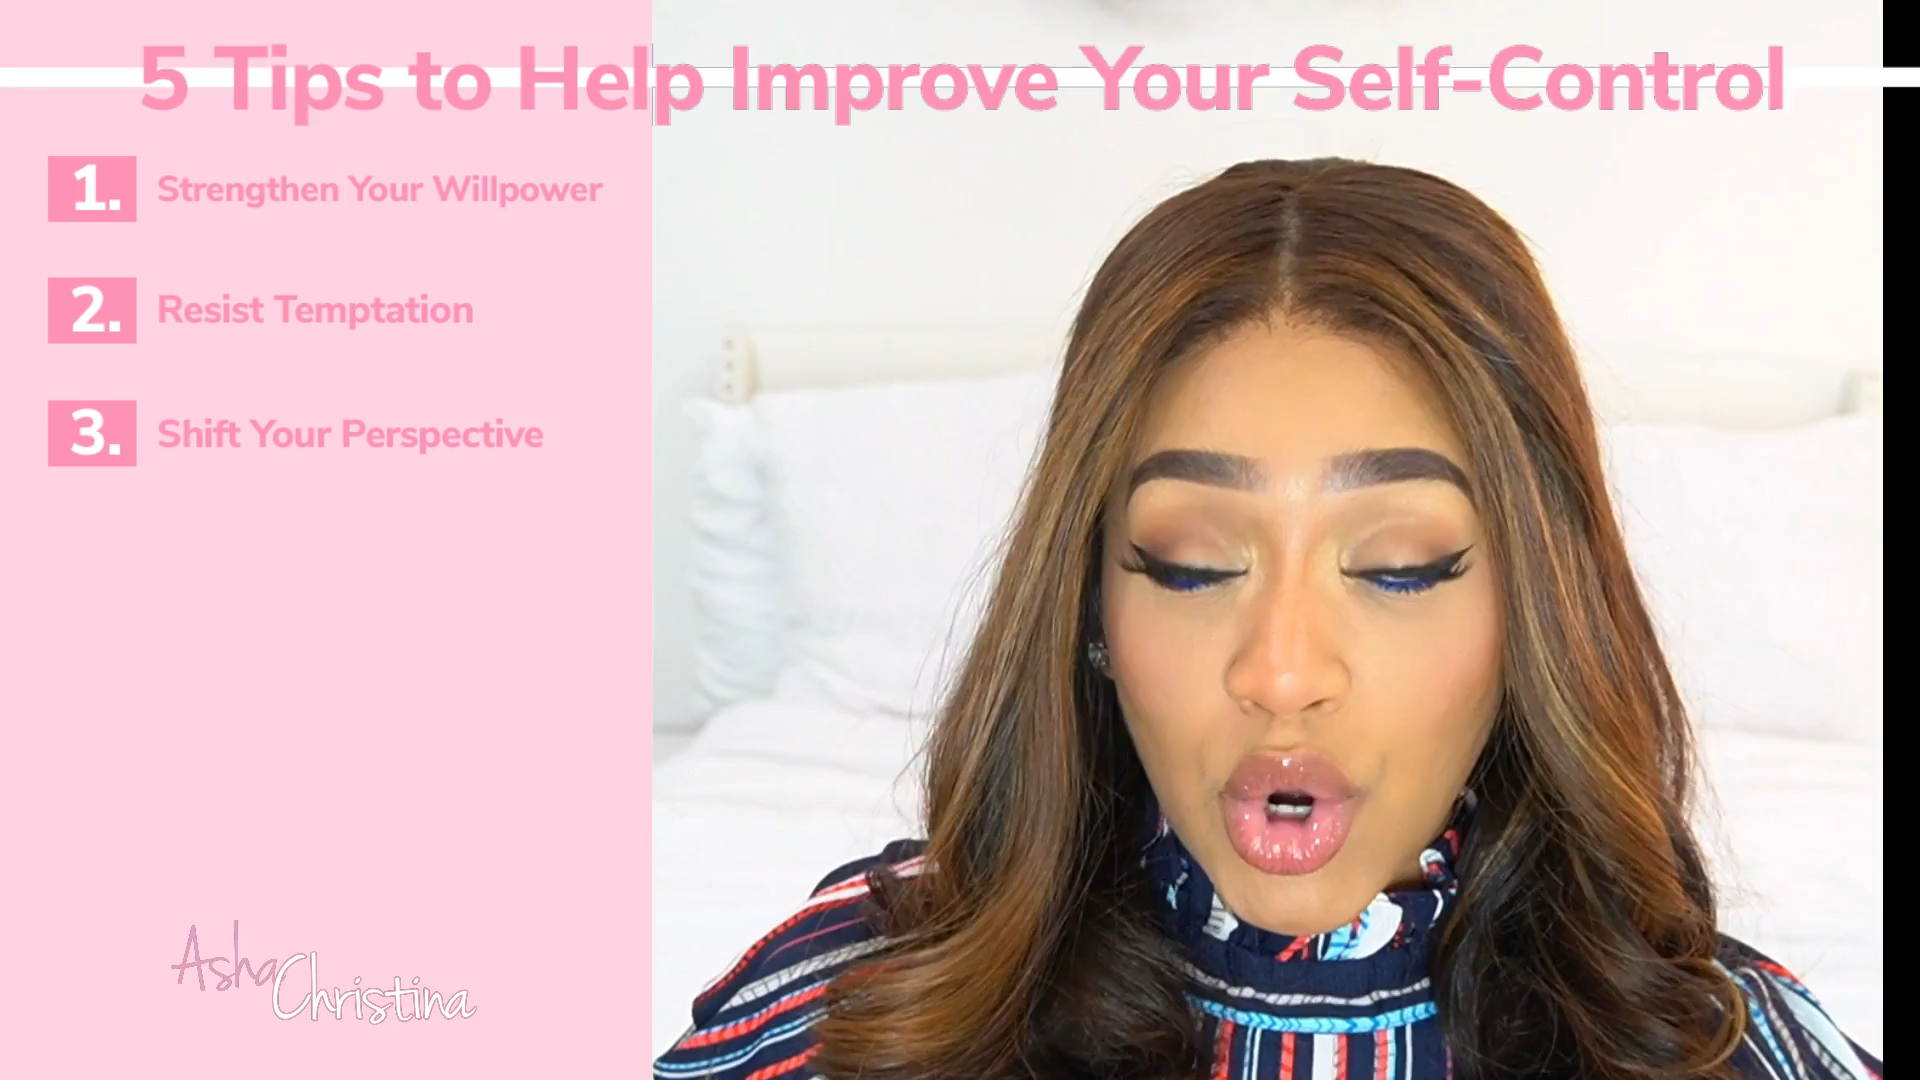 5 Tips to Help Improve Your Self-Control
1. Strengthen Your Willpower
2. Resist Temptation
3. Shift Your Perspective
Asha Christina